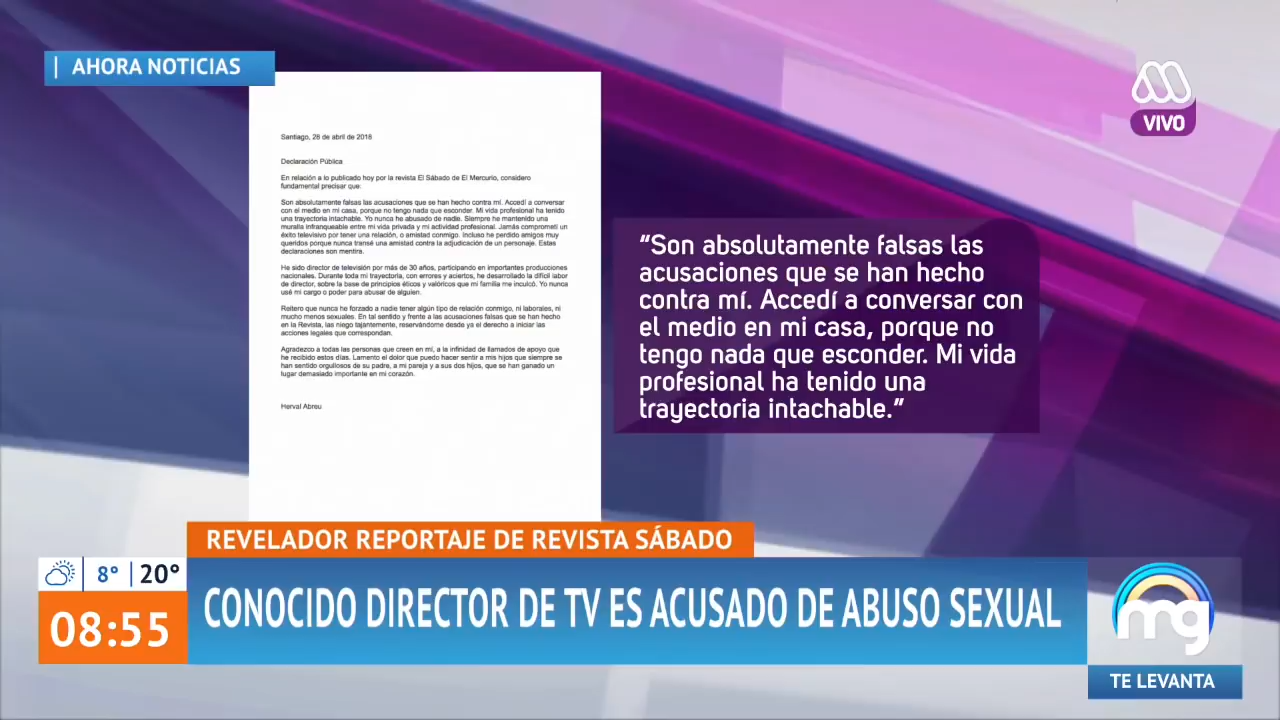 AHORA NOTICIAS
VIVO
Santiago, 28 de abril de 2018
Declaración Pública
En relación a lo publicado hoy por la revista El Sábado de El Mercurio, considero
fundamental precisar que:
Son absolutamente falsas las acusaciones que se han hecho contra mí. Accedí a conversar
con el medio en mi casa, porque no tengo nada que esconder. Mi vida profesional ha tenido
una trayectoria intachable. Yo nunca he abusado de nadie. Siempre he mantenido una
muralla infranqueable entre mi vida privada y mi actividad profesional. Jamás comprometí un
éxito televisivo por tener una relación, o amistad conmigo. Incluso he perdido amigos muy
queridos porque nunca transé una amistad contra la adjudicación de un personaje. Estas
declaraciones son mentira.
He sido director de televisión por más de 30 años, participando en importantes producciones
nacionales. Durante toda mi trayectoria, con errores y aciertos, he desarrollado la difícil labor
de director, sobre la base de principios éticos y valóricos que mi familia me inculcó. Yo nunca
usé mi cargo o poder para abusar de alguien.
Reitero que nunca he forzado a nadie tener algún tipo de relación conmigo, ni laborales, ni
mucho menos sexuales. En tal sentido y frente a las acusaciones falsas que se han hecho
en la Revista, las niego tajantemente, reservándome desde ya el derecho a iniciar las
acciones legales que correspondan.
Agradezco a todas las personas que creen en mí, a la infinidad de llamados de apoyo que
he recibido estos días. Lamento el dolor que puedo hacer sentir a mis hijos que siempre se
han sentido orgullosos de su padre, a mi pareja y a sus dos hijos, que se han ganado un
lugar demasiado importante en mi corazón.
Herval Abreu
“Son absolutamente falsas las
acusaciones que se han hecho
contra mí. Accedí a conversar con
el medio en mi casa, porque no
tengo nada que esconder. Mi vida
profesional ha tenido una
trayectoria intachable.”
REVELADOR REPORTAJE DE REVISTA SÁBADO
8° 20°
CONOCIDO DIRECTOR DE TV ES ACUSADO DE ABUSO SEXUAL
08:55
mg
TE LEVANTA